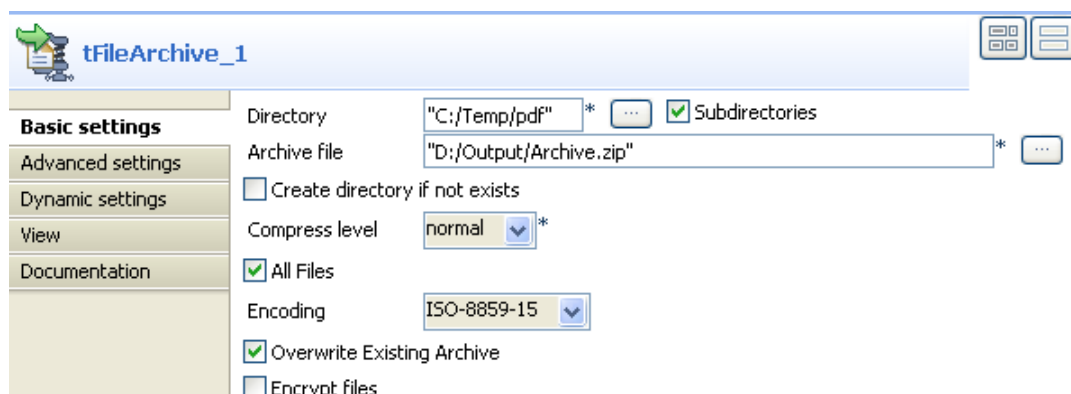 tFileArchive_1
Basic settings
Advanced settings
Dynamic settings
View
Documentation
Directory "C:/Temp/pdf" * ... Subdirectories
Archive file "D:/Output/Archive.zip" * ...
Create directory if not exists
Compress level normal *
All Files
Encoding ISO-8859-15
Overwrite Existing Archive
Encrypt files